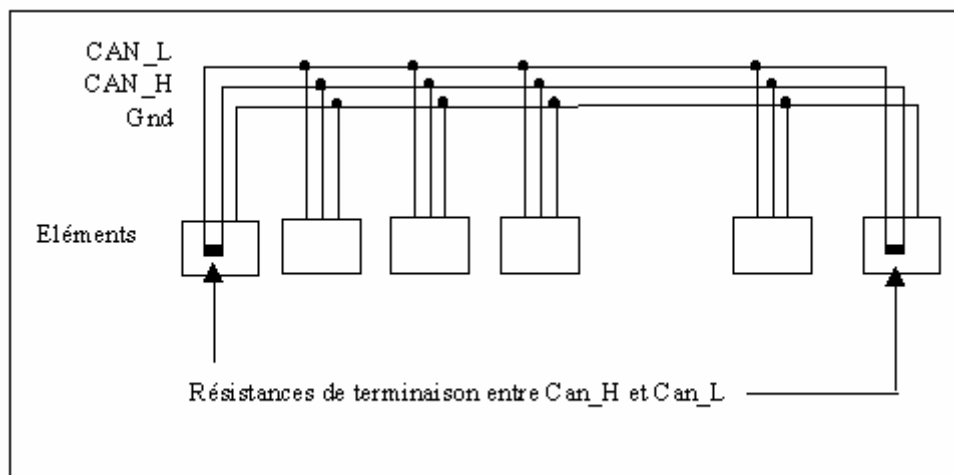 CAN_L
CAN_H
Gnd
Eléments
Résistances de terminaison entre Can_H et Can_L